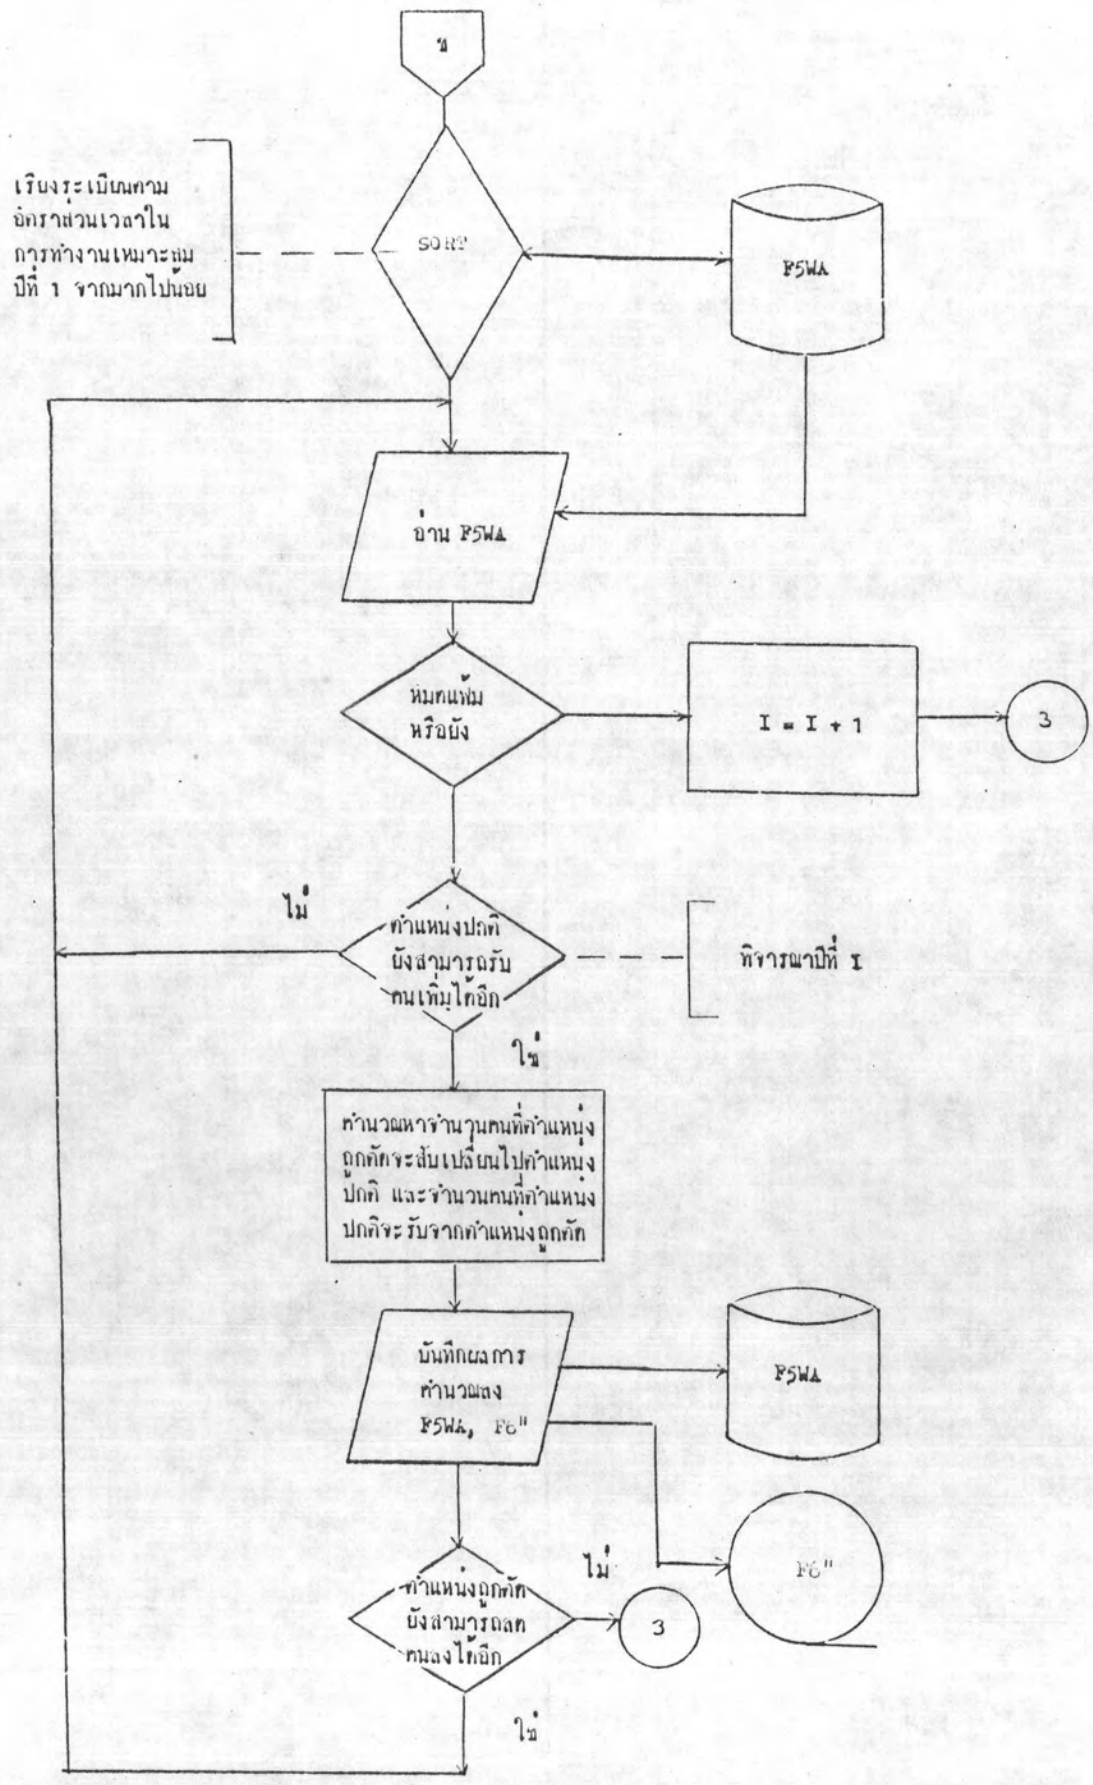 ข
เรียงระเบียนตาม
อัตราส่วนเวลาใน
การทำงานเหมาะสม
ปีที่ 1 จากมากไปน้อย
SORT
F5WA
อ่าน F5WA
หมดแฟ้ม
หรือยัง
I = I + 1
3
ไม่
ตำแหน่งปกติ
ยังสามารถรับ
คนเพิ่มได้อีก
พิจารณาปีที่ I
ใช่
คำนวณหาจำนวนคนที่ตำแหน่ง
ถูกตัดจะสับเปลี่ยนไปตำแหน่ง
ปกติ และจำนวนคนที่ตำแหน่ง
ปกติจะรับจากตำแหน่งถูกตัด
บันทึกผลการ
คำนวณลง
F5WA, F6"
F5WA
F6"
ไม่
ตำแหน่งถูกตัด
ยังสามารถลด
คนลงได้อีก
3
ใช่